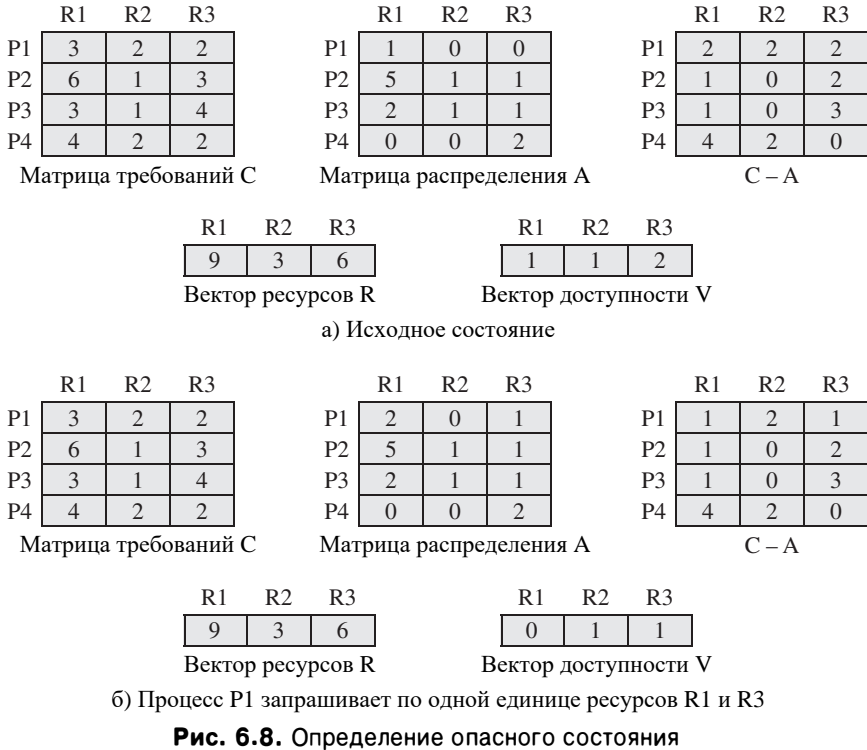 R1 R2 R3 R1 R2 R3 R1 R2 R3
P1 3 2 2 P1 1 0 0 P1 2 2 2
P2 6 1 3 P2 5 1 1 P2 1 0 2
P3 3 1 4 P3 2 1 1 P3 1 0 3
P4 4 2 2 P4 0 0 2 P4 4 2 0
Матрица требований C Матрица распределения A C – A
R1 R2 R3 R1 R2 R3
9 3 6 1 1 2
Вектор ресурсов R Вектор доступности V
а) Исходное состояние
R1 R2 R3 R1 R2 R3 R1 R2 R3
P1 3 2 2 P1 2 0 1 P1 1 2 1
P2 6 1 3 P2 5 1 1 P2 1 0 2
P3 3 1 4 P3 2 1 1 P3 1 0 3
P4 4 2 2 P4 0 0 2 P4 4 2 0
Матрица требований C Матрица распределения A C – A
R1 R2 R3 R1 R2 R3
9 3 6 0 1 1
Вектор ресурсов R Вектор доступности V
б) Процесс P1 запрашивает по одной единице ресурсов R1 и R3
Рис. 6.8. Определение опасного состояния